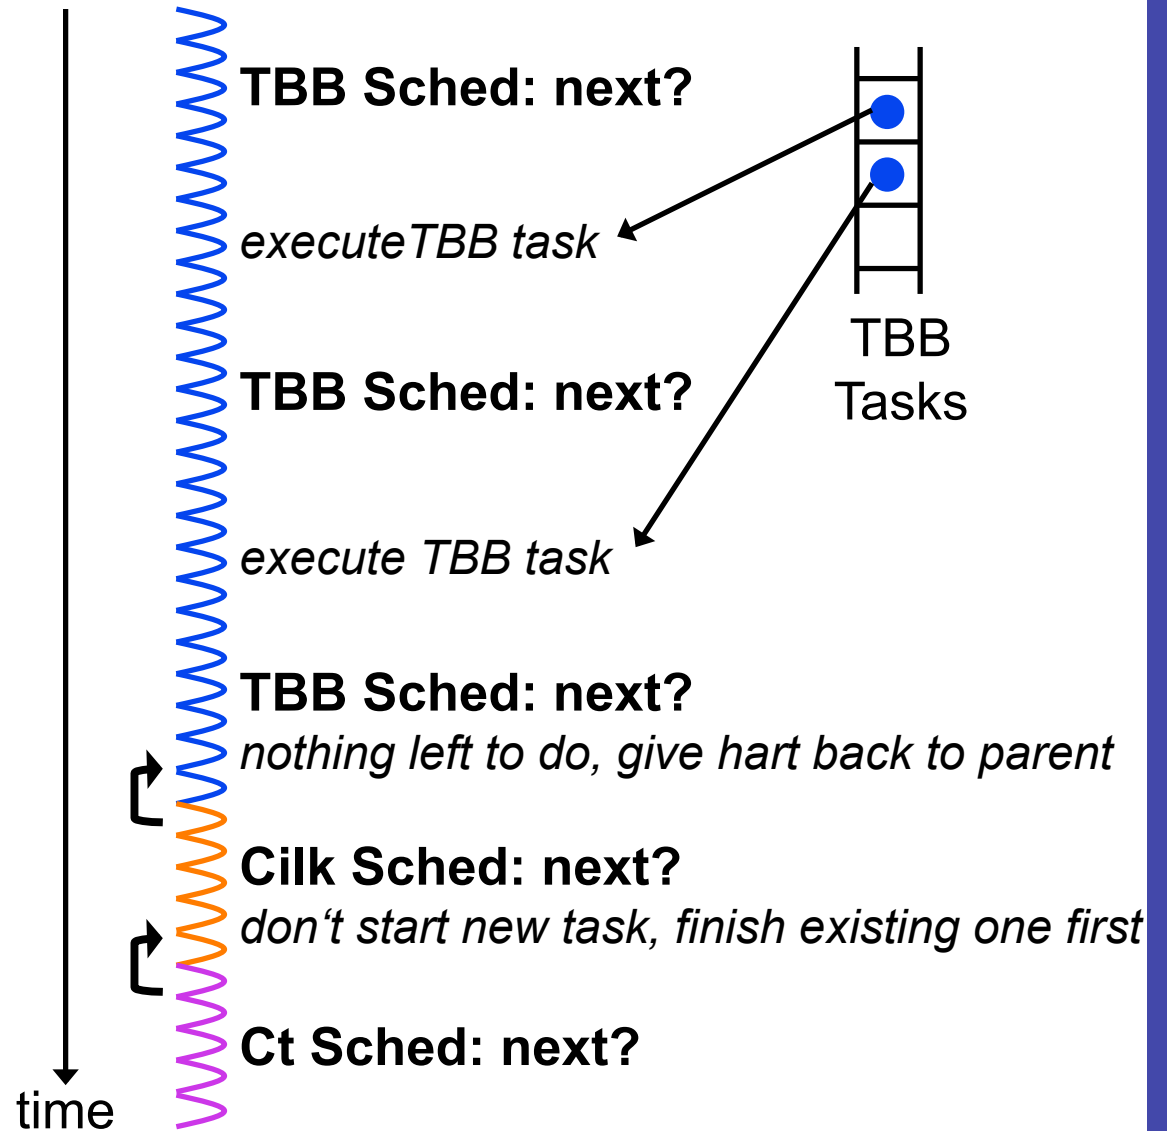 TBB Sched: next?
executeTBB task
TBB
Tasks
TBB Sched: next?
execute TBB task
TBB Sched: next?
nothing left to do, give hart back to parent
Cilk Sched: next?
don‘t start new task, finish existing one first
Ct Sched: next?
time